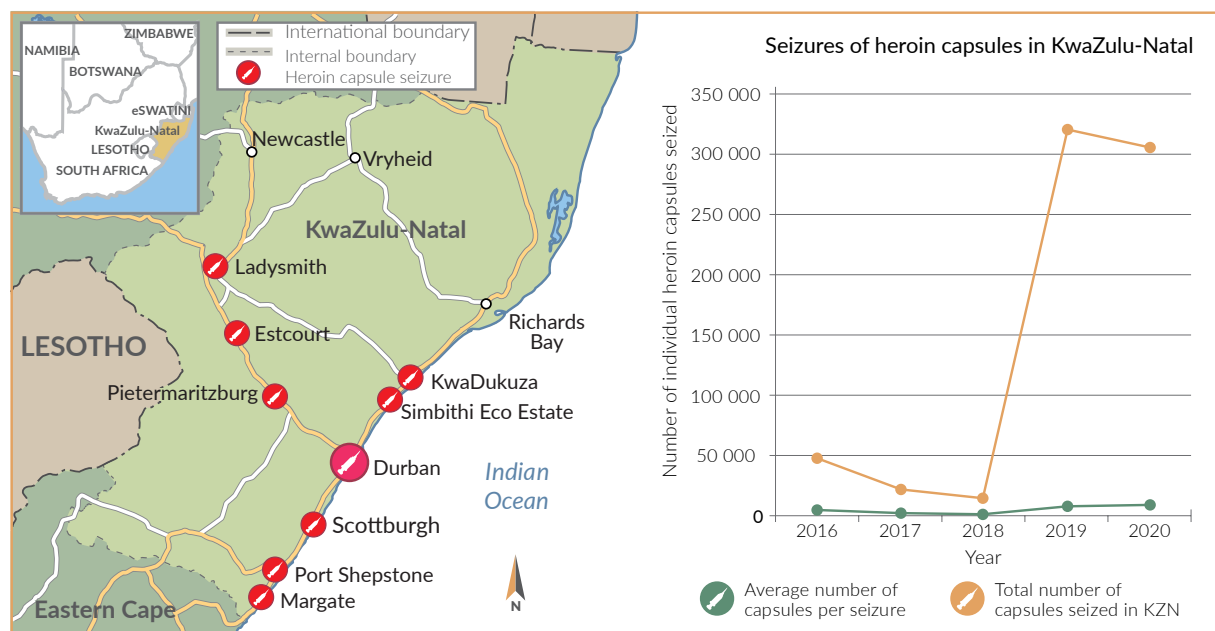 ZIMBABWE
NAMIBIA
BOTSWANA
eSWATINI
KwaZulu-Natal
LESOTHO
SOUTH AFRICA
International boundary
Internal boundary
Heroin capsule seizure
Newcastle
Vryheid
KwaZulu-Natal
Ladysmith
Richards
Bay
Estcourt
LESOTHO
KwaDukuza
Pietermaritzburg
Simbithi Eco Estate
Durban
Indian
Ocean
Scottburgh
Port Shepstone
Margate
Eastern Cape
N
Seizures of heroin capsules in KwaZulu-Natal
Number of individual heroin capsules seized
350 000
300 000
250 000
200 000
150 000
100 000
50 000
0
2016 2017 2018 2019 2020
Year
Average number of
capsules per seizure
Total number of
capsules seized in KZN